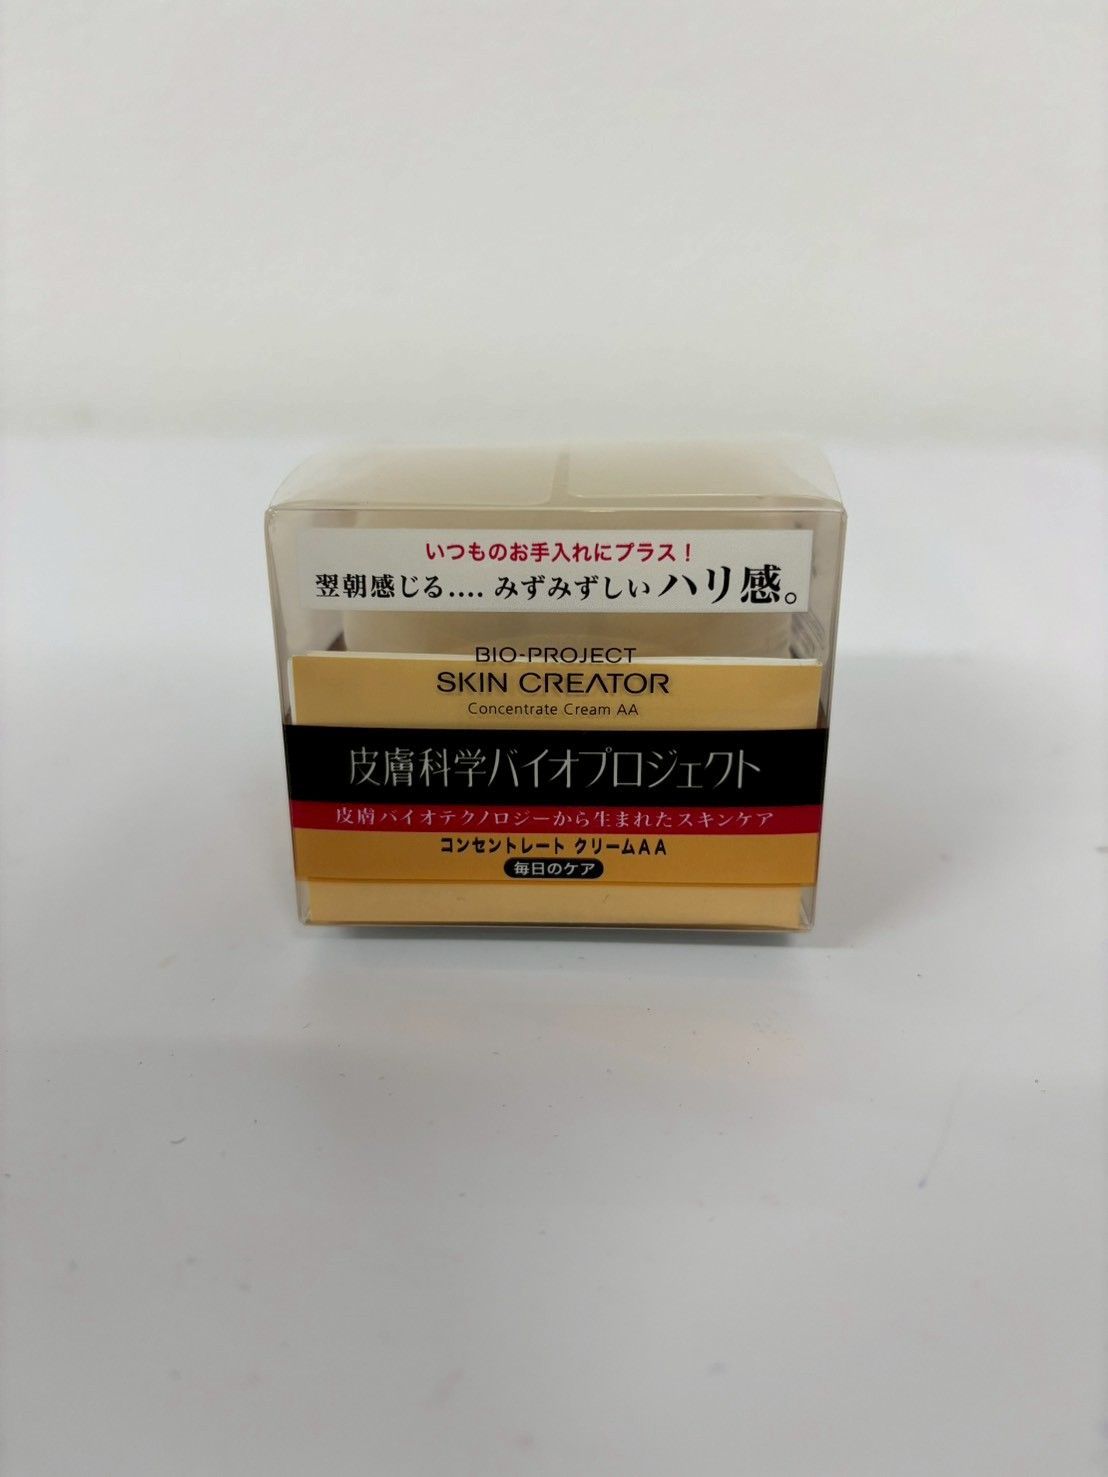 いつものお手入れにプラス!
翌朝感じる.... みずみずしいハリ感。
BIO-PROJECT
SKIN CREATOR
Concentrate Cream AA
皮膚科学バイオプロジェクト
皮膚バイオテクノロジーから生まれたスキンケア
コンセントレート クリームAA
毎日のケア